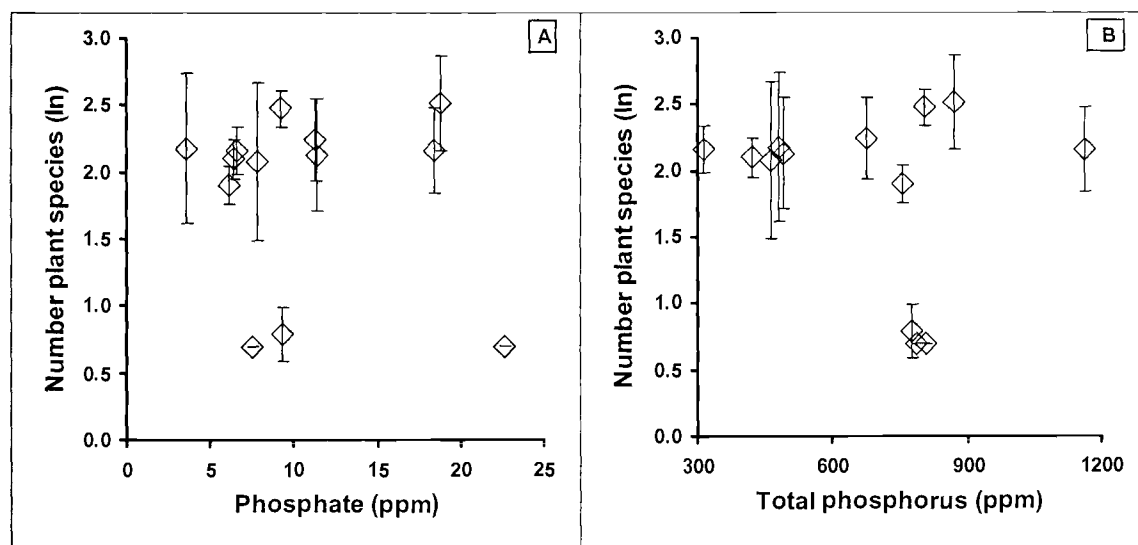 A
Number plant species (ln)
3.0
2.5
2.0
1.5
1.0
0.5
0.0
0 5 10 15 20 25
Phosphate (ppm)
B
Number plant species (ln)
3.0
2.5
2.0
1.5
1.0
0.5
0.0
300 600 900 1200
Total phosphorus (ppm)